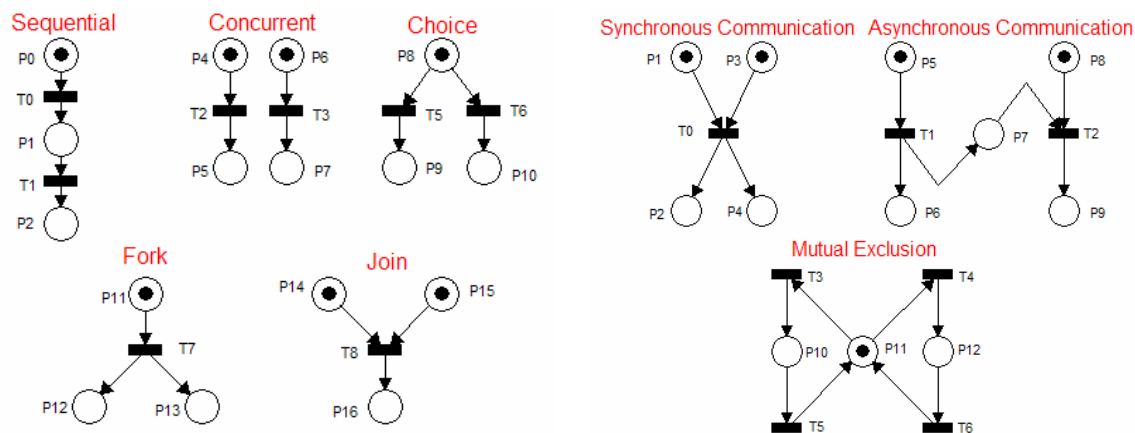 Sequential
Concurrent
Choice
P0
T0
P1
T1
P2
P4
P6
T2
T3
P5
P7
P8
T5
T6
P9
P10
Fork
P11
T7
P12
P13
Join
P14
P15
T8
P16
Synchronous Communication
P1
P3
T0
P2
P4
Asynchronous Communication
P5
P8
T1
P7
T2
P6
P9
Mutual Exclusion
T3
T4
P10
P11
P12
T5
T6